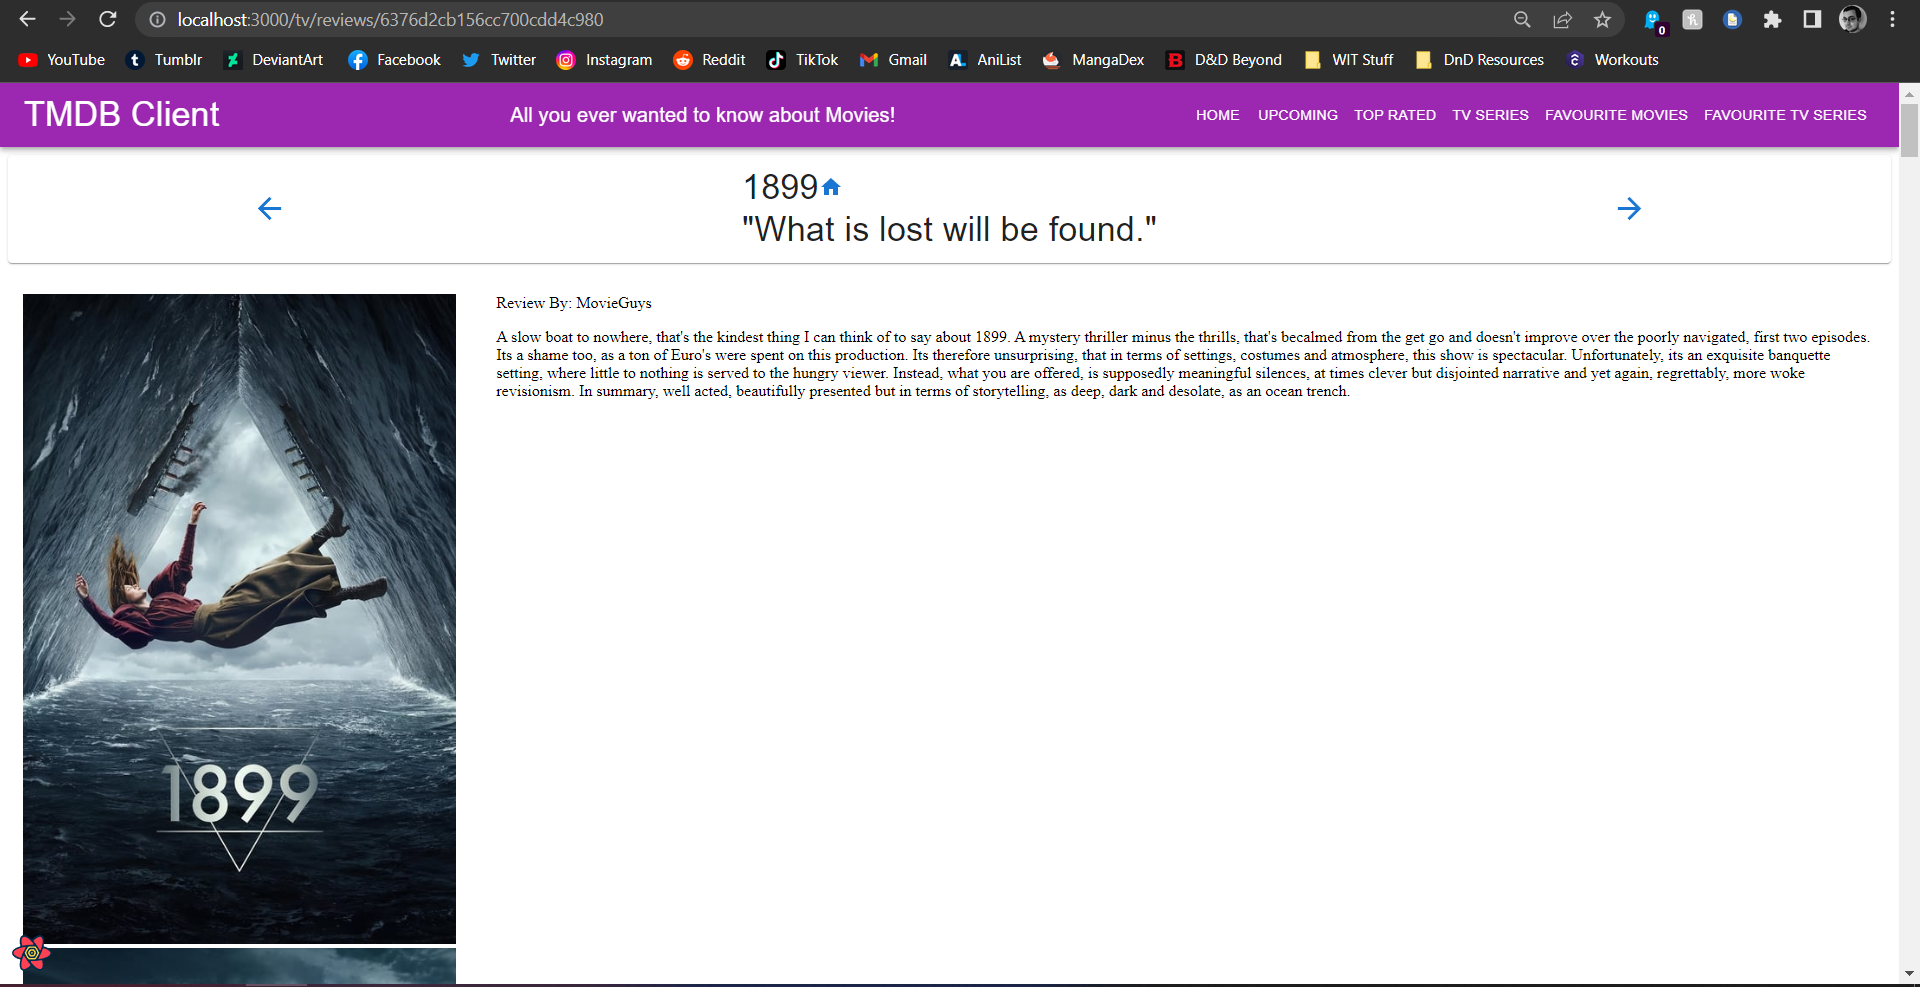 localhost:3000/tv/reviews/6376d2cb156cc700cdd4c980
0
YouTube Tumblr DeviantArt Facebook Twitter Instagram Reddit TikTok Gmail AniList MangaDex D&D Beyond WIT Stuff DnD Resources Workouts
TMDB Client All you ever wanted to know about Movies! HOME UPCOMING TOP RATED TV SERIES FAVOURITE MOVIES FAVOURITE TV SERIES
1899
"What is lost will be found."
Review By: MovieGuys
A slow boat to nowhere, that's the kindest thing I can think of to say about 1899. A mystery thriller minus the thrills, that's becalmed from the get go and doesn't improve over the poorly navigated, first two episodes.
Its a shame too, as a ton of Euro's were spent on this production. Its therefore unsurprising, that in terms of settings, costumes and atmosphere, this show is spectacular. Unfortunately, its an exquisite banquette
setting, where little to nothing is served to the hungry viewer. Instead, what you are offered, is supposedly meaningful silences, at times clever but disjointed narrative and yet again, regrettably, more woke
revisionism. In summary, well acted, beautifully presented but in terms of storytelling, as deep, dark and desolate, as an ocean trench.
1899